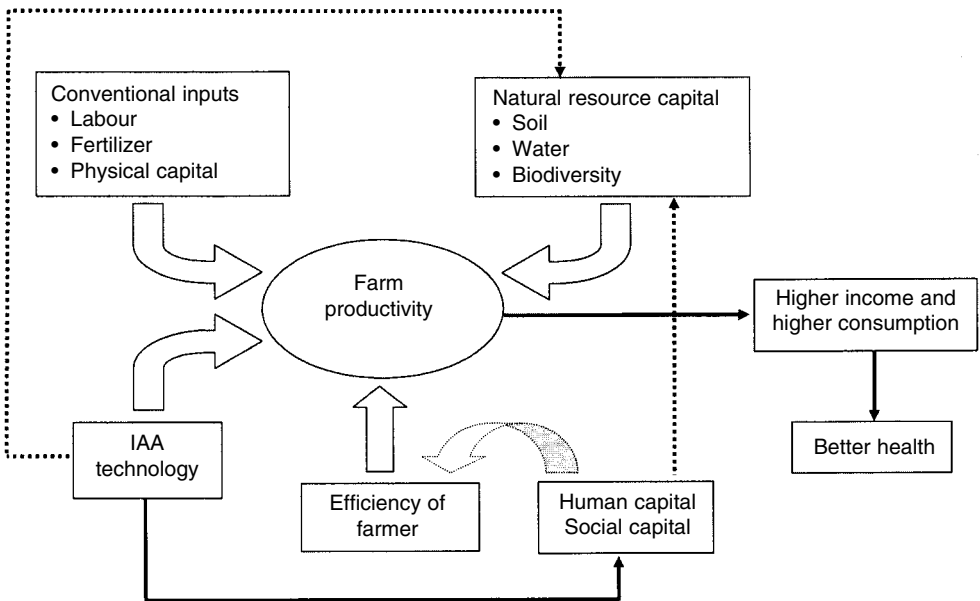 Conventional inputs
• Labour
• Fertilizer
• Physical capital
Natural resource capital
• Soil
• Water
• Biodiversity
Farm
productivity
Higher income and
higher consumption
IAA
technology
Better health
Efficiency of
farmer
Human capital
Social capital